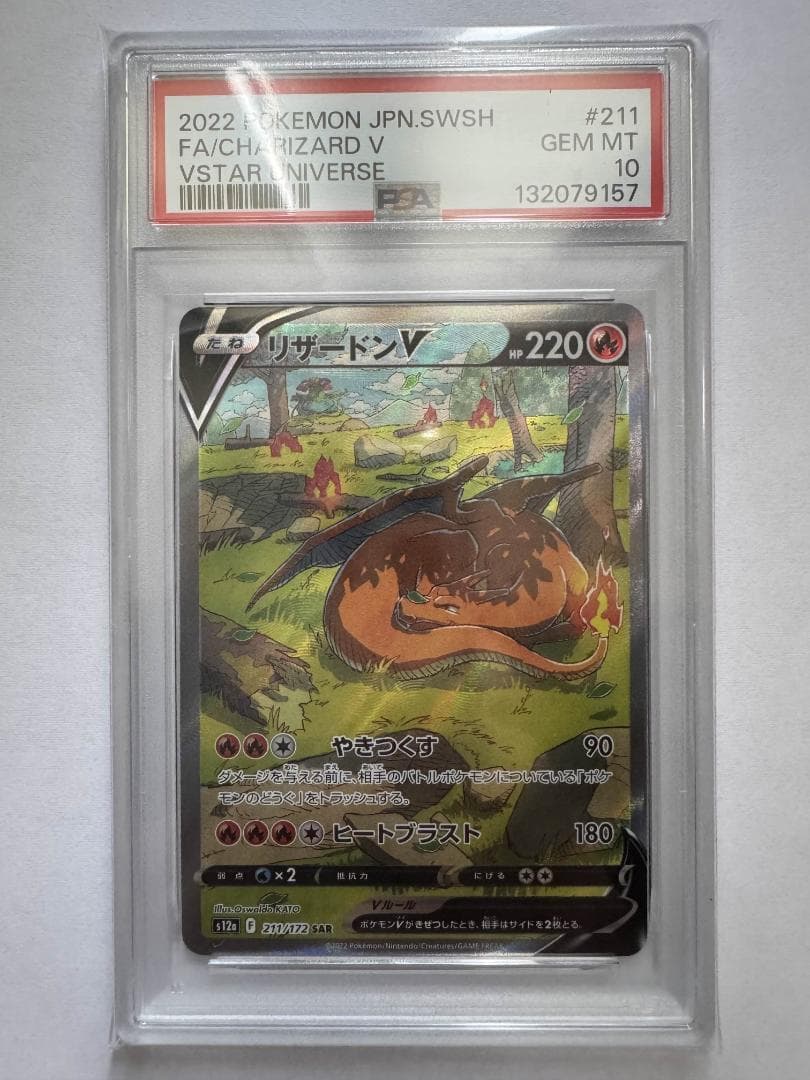 2022 POKEMON JPN.SWSH #211
FA/CHARIZARD V GEM MT
VSTAR UNIVERSE 10
PSA 132079157
たね リザードンV HP 220
やきつくす 90
ダメージを与える前に、相手のバトルポケモンについている「ポケ
モンのどうぐ」をトラッシュする。
ヒートブラスト 180
弱点 ×2 抵抗力 にげる
Illus.Oswaldo KATO
Vルール
s12a F 211/172 SAR
ポケモンVがきぜつしたとき、相手はサイドを2枚とる。
©2022 Pokémon/Nintendo/Creatures/GAME FREAK